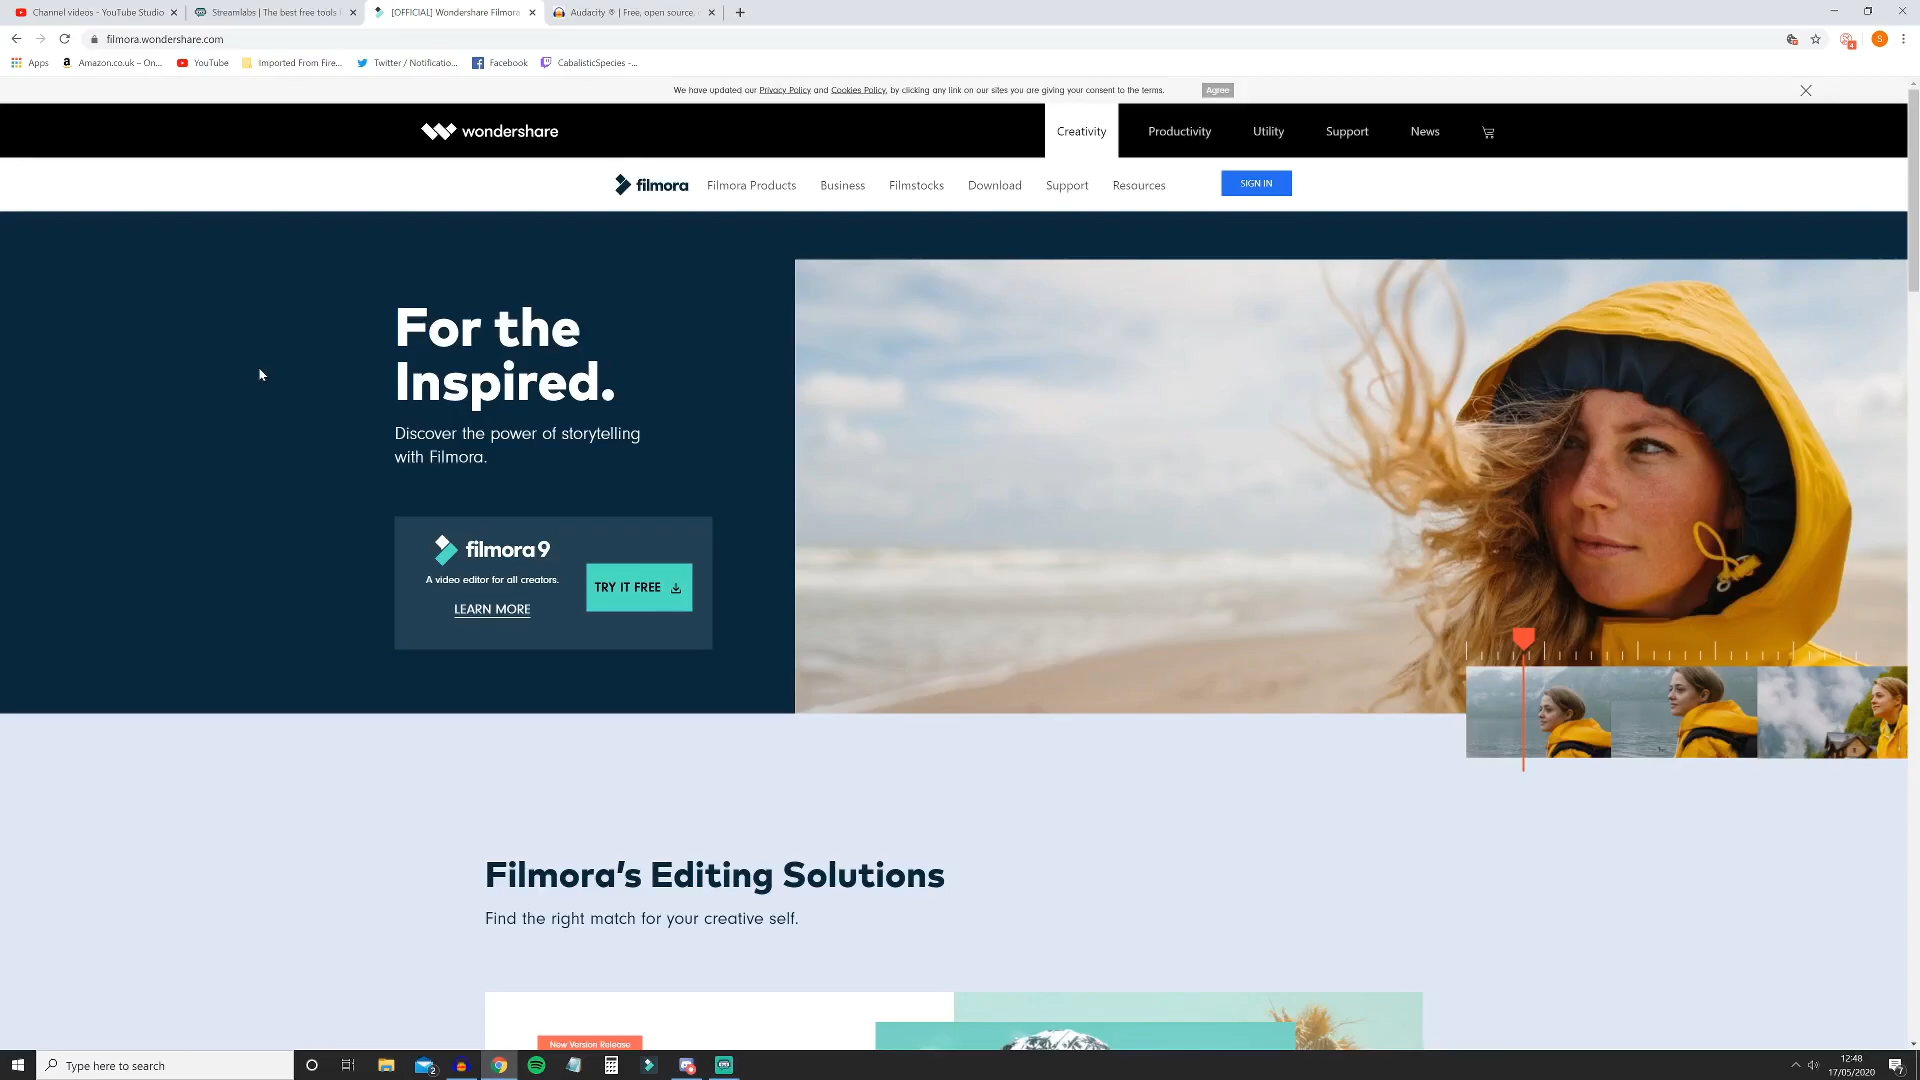 Channel videos - YouTube Studio
Streamlabs | The best free tools
[OFFICIAL] Wondershare Filmora
Audacity ® | Free, open source,
filmora.wondershare.com
Apps
Amazon.co.uk – On...
YouTube
Imported From Fire...
Twitter / Notificatio...
Facebook
CabalisticSpecies -...
We have updated our Privacy Policy and Cookies Policy, by clicking any link on our sites you are giving your consent to the terms.
Agree
wondershare
Creativity
Productivity
Utility
Support
News
filmora
Filmora Products
Business
Filmstocks
Download
Support
Resources
SIGN IN
For the
Inspired.
Discover the power of storytelling
with Filmora.
filmora9
A video editor for all creators.
LEARN MORE
TRY IT FREE
Filmora's Editing Solutions
Find the right match for your creative self.
New Version Release
Type here to search
2
12:48
17/05/2020
7